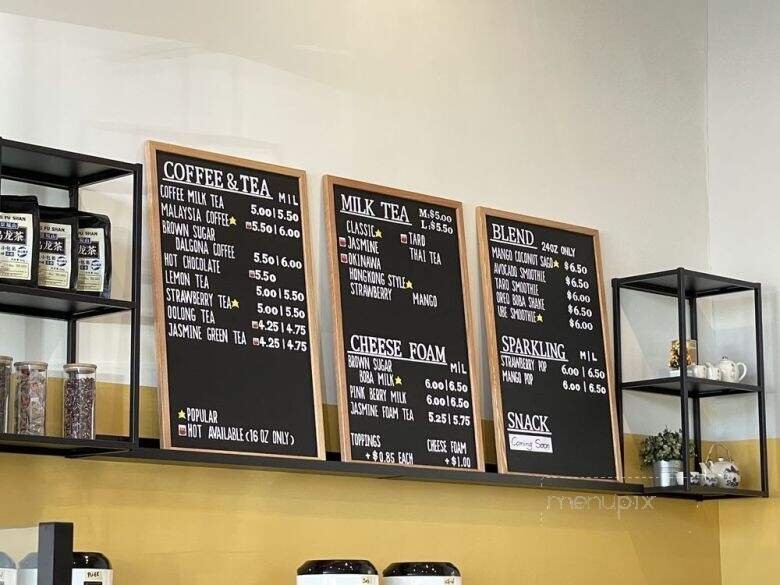 COFFEE & TEA M | L
COFFEE MILK TEA 5.00 | 5.50
MALAYSIA COFFEE 5.50 | 6.00
BROWN SUGAR
DALGONA COFFEE 5.50 | 6.00
HOT CHOCOLATE 5.50
LEMON TEA 5.00 | 5.50
STRAWBERRY TEA 5.00 | 5.50
OOLONG TEA 4.25 | 4.75
JASMINE GREEN TEA 4.25 | 4.75
POPULAR
HOT AVAILABLE (16 OZ ONLY)
MILK TEA M:$5.00
L:$5.50
CLASSIC
JASMINE TARO
OKINAWA THAI TEA
HONGKONG STYLE
STRAWBERRY MANGO
CHEESE FOAM M|L
BROWN SUGAR
BOBA MILK 6.00 | 6.50
PINK BERRY MILK 6.00 | 6.50
JASMINE FOAM TEA 5.25 | 5.75
TOPPINGS CHEESE FOAM
+$0.85 EACH +$1.00
BLEND 24OZ ONLY
MANGO COCONUT SAGO $6.50
AVOCADO SMOOTHIE $6.50
TARO SMOOTHIE $6.00
OREO BOBA SHAKE $6.50
UBE SMOOTHIE $6.00
SPARKLING M | L
STRAWBERRY POP 6.00 | 6.50
MANGO POP 6.00 | 6.50
SNACK
Coming Soon
menupix